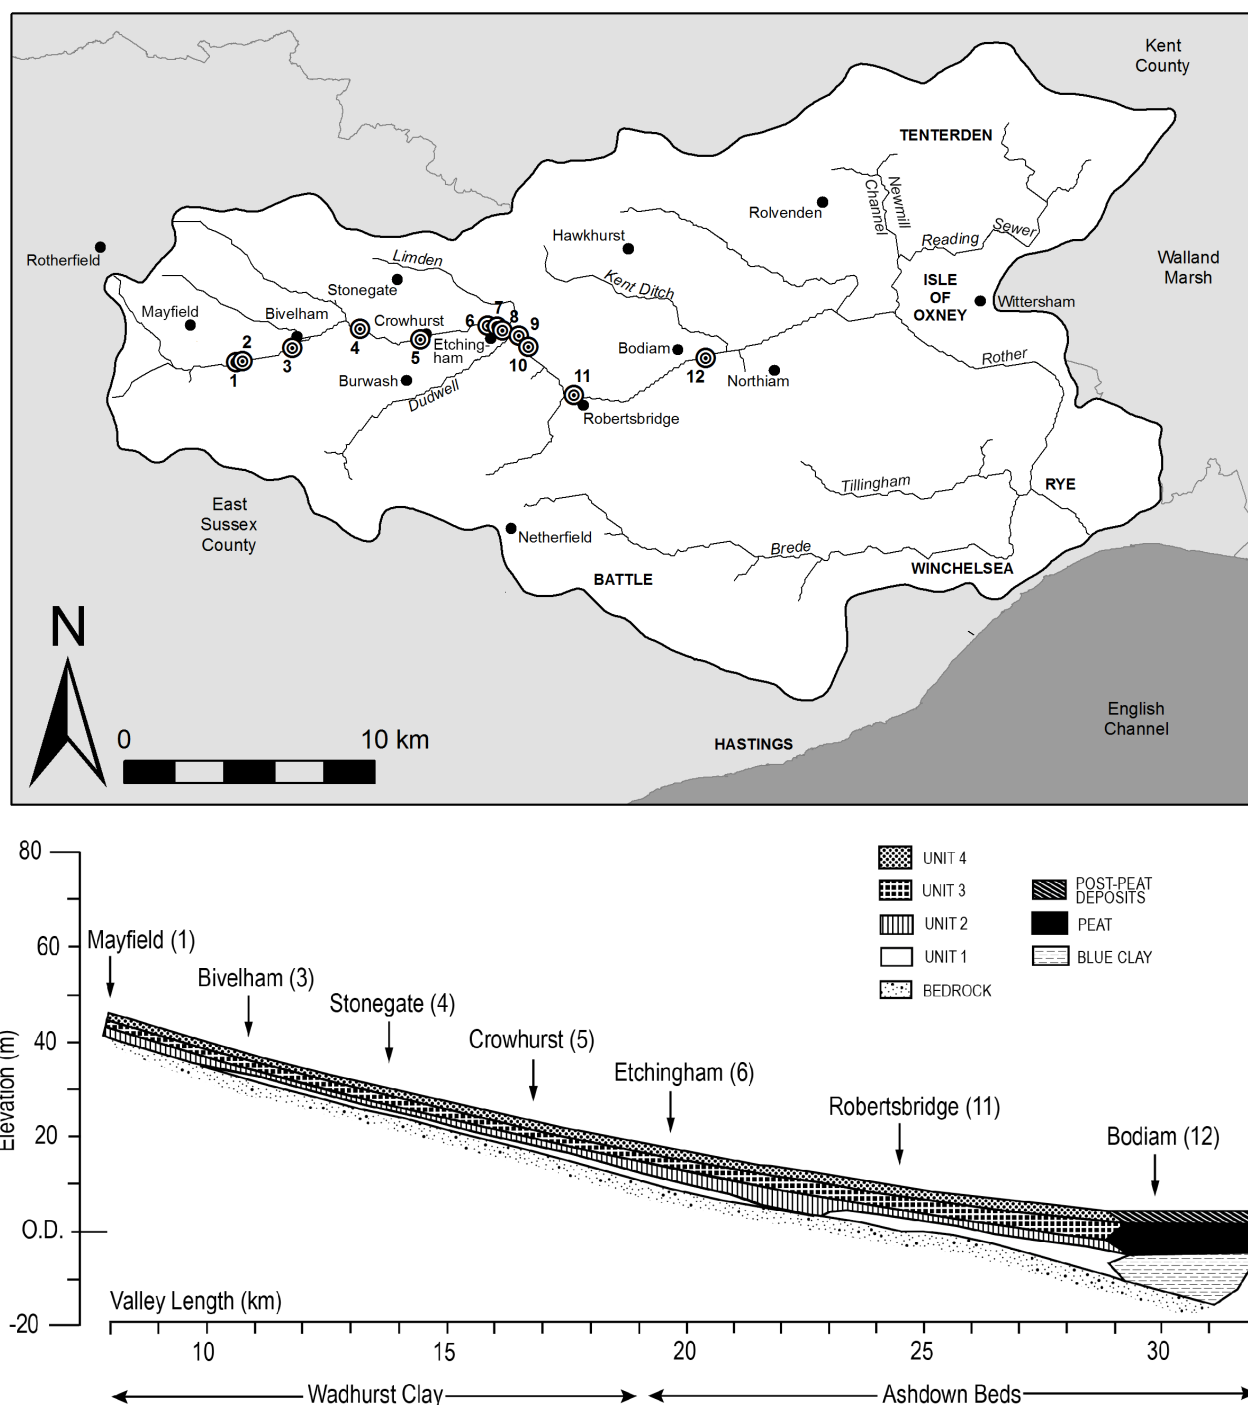 Kent
County
TENTERDEN
Rolvenden
Newmill
Channel
Reading
Sewer
Hawkhurst
Rotherfield
Limden
Stonegate
Kent Ditch
ISLE
OF
OXNEY
Wittersham
Walland
Marsh
Mayfield
Bivelham
Crowhurst
Etching-
ham
Burwash
Dudwell
Bodiam
Northiam
Rother
Robertsbridge
1
2
3
4
5
6
7
8
9
10
11
12
Tillingham
RYE
East
Sussex
County
Netherfield
Brede
WINCHELSEA
BATTLE
N
0 10 km
HASTINGS
English
Channel
80
60
40
20
O.D.
-20
Elevation (m)
UNIT 4
UNIT 3
UNIT 2
UNIT 1
BEDROCK
POST-PEAT
DEPOSITS
PEAT
BLUE CLAY
Mayfield (1)
Bivelham (3)
Stonegate (4)
Crowhurst (5)
Etchingham (6)
Robertsbridge (11)
Bodiam (12)
Valley Length (km)
10 15 20 25 30
Wadhurst Clay Ashdown Beds